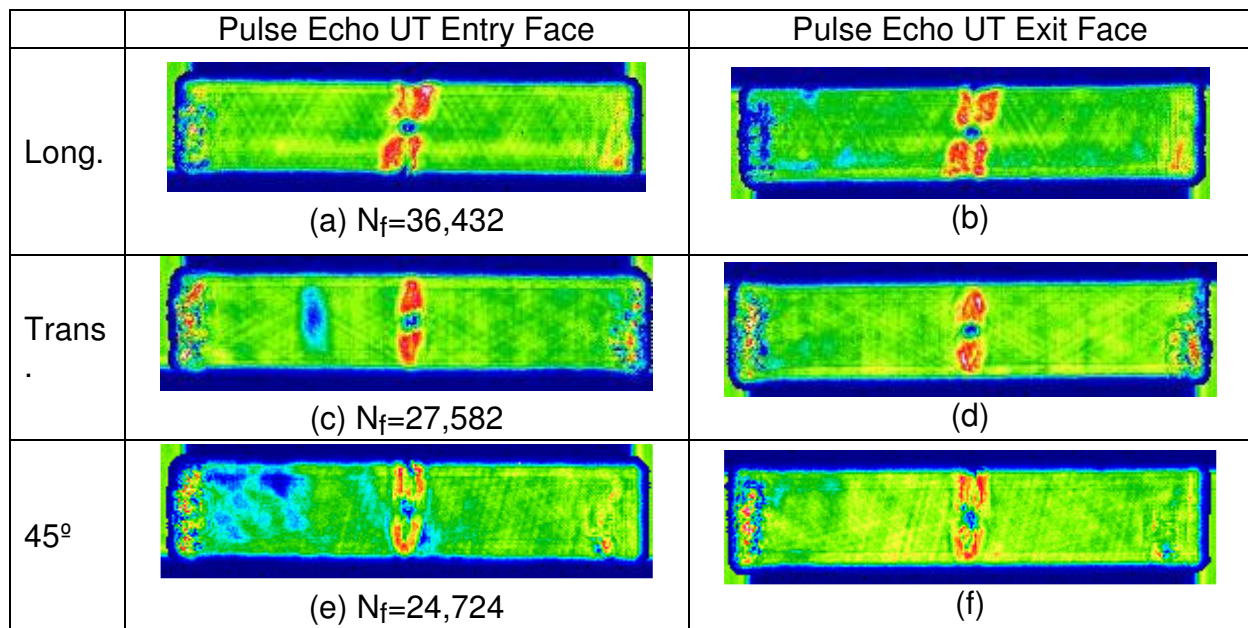 Pulse Echo UT Entry Face
Pulse Echo UT Exit Face
Long.
(a) Nf=36,432
(b)
Trans
.
(c) Nf=27,582
(d)
45º
(e) Nf=24,724
(f)